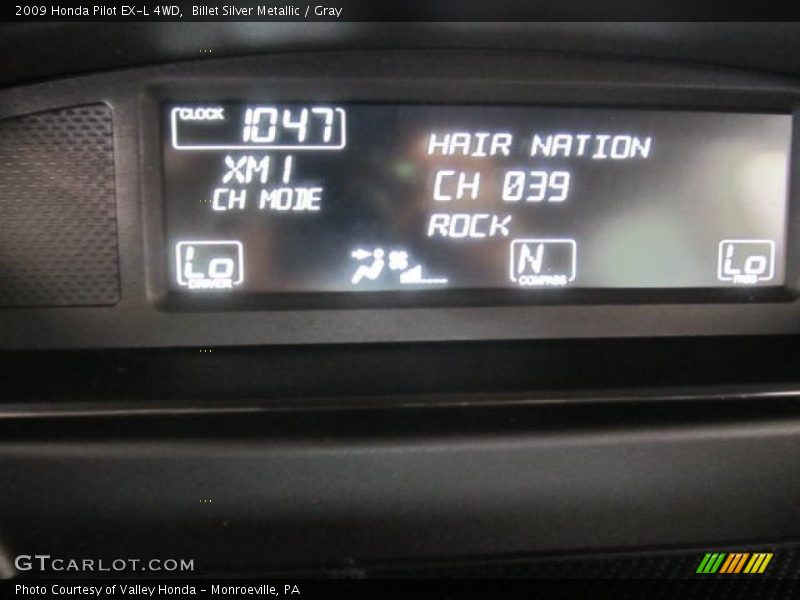 2009 Honda Pilot EX-L 4WD, Billet Silver Metallic / Gray
CLOCK 1047
HAIR NATION
XM1
CH 039
CH MODE
ROCK
Lo
DRIVER
N
COMPASS
Lo
PASS
GTCARLOT.COM
Photo Courtesy of Valley Honda - Monroeville, PA